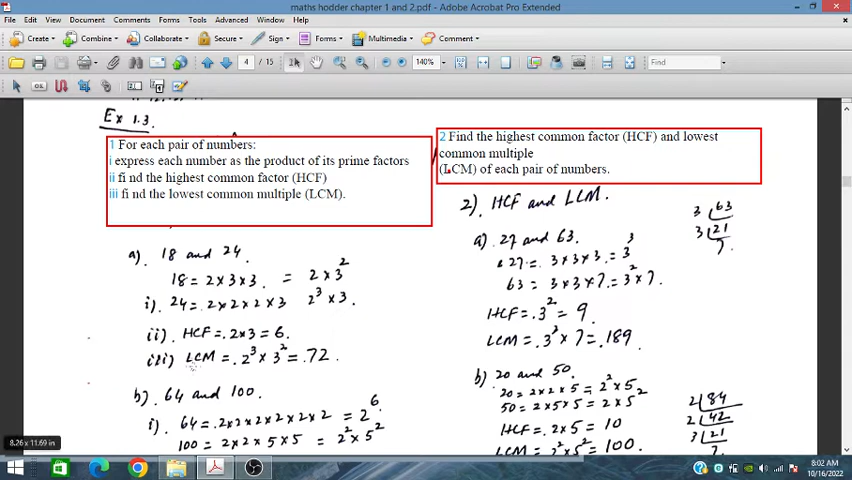 maths hodder chapter 1 and 2.pdf - Adobe Acrobat Pro Extended
File Edit View Document Comments Forms Tools Advanced Window Help
Create Combine Collaborate Secure Sign Forms Multimedia Comment
4 / 15 140% Find
Ex 1.3.
1 For each pair of numbers:
i express each number as the product of its prime factors
ii fi nd the highest common factor (HCF)
iii fi nd the lowest common multiple (LCM).
a) 18 and 24
18 = 2×3×3 = 2×3²
i) 24 = 2×2×2×3 2³×3.
ii) HCF = 2×3 = 6.
iii) LCM = 2³×3² = 72.
b) 64 and 100.
i) 64 = 2×2×2×2×2×2 = 2⁶
100 = 2×2×5×5 = 2²×5²
2 Find the highest common factor (HCF) and lowest
common multiple
(LCM) of each pair of numbers.
2) HCF and LCM.
3 63
3 21
7
a) 27 and 63.
27 = 3×3×3 = 3³
63 = 3×3×7 = 3²×7.
HCF = 3² = 9
LCM = 3³×7 = 189.
b) 20 and 50.
20 = 2×2×5 = 2²×5
50 = 2×5×5 = 2×5²
HCF = 2×5 = 10
LCM = 2²×5² = 100.
2 84
2 42
3 21
7
8.26 x 11.69 in
8:02 AM
10/16/2022